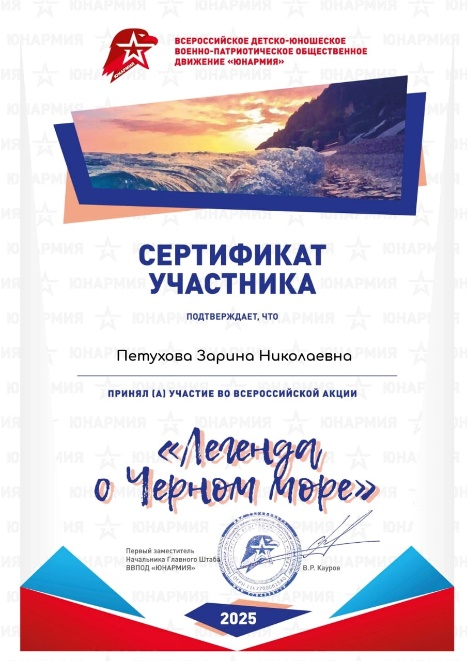 ВСЕРОССИЙСКОЕ ДЕТСКО-ЮНОШЕСКОЕ
ВОЕННО-ПАТРИОТИЧЕСКОЕ ОБЩЕСТВЕННОЕ
ДВИЖЕНИЕ «ЮНАРМИЯ»
СЕРТИФИКАТ
УЧАСТНИКА
ПОДТВЕРЖДАЕТ, ЧТО
Петухова Зарина Николаевна
ПРИНЯЛ (А) УЧАСТИЕ ВО ВСЕРОССИЙСКОЙ АКЦИИ
«Легенда
о Черном море»
Первый заместитель
Начальника Главного Штаба
ВВПОД «ЮНАРМИЯ»
В.Р. Кауров
2025